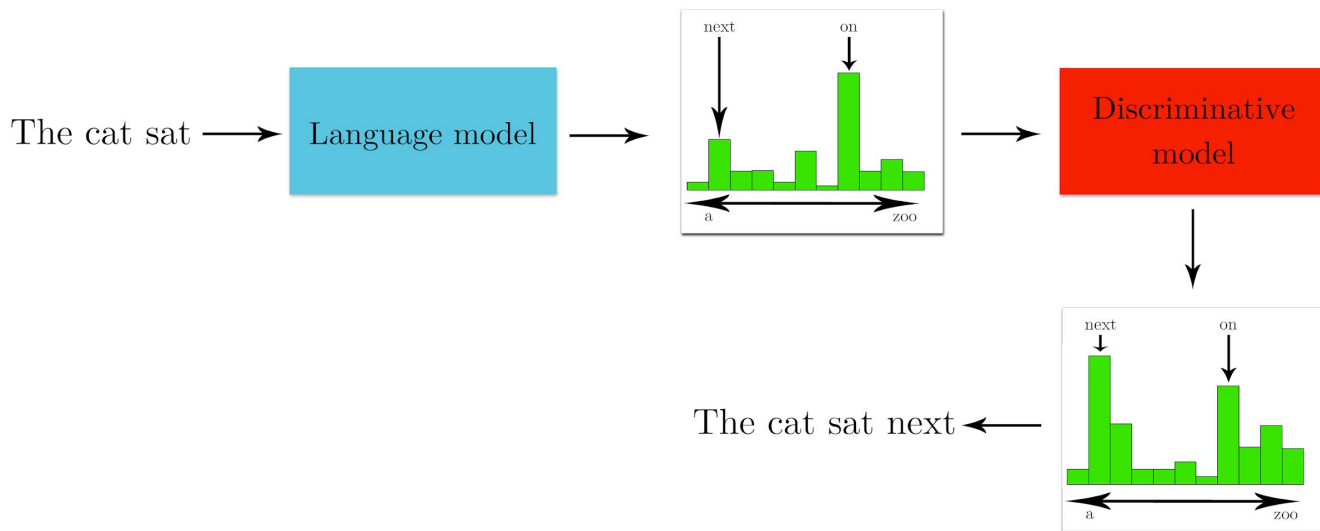 next on
The cat sat
Language model
a zoo
Discriminative
model
next on
The cat sat next
a zoo